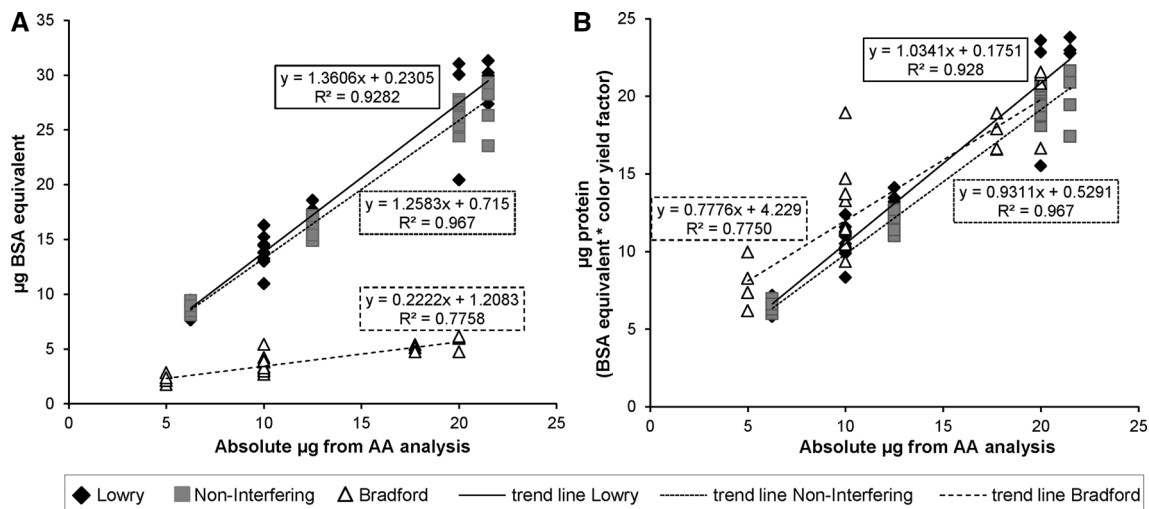 A
µg BSA equivalent
35
30
25
20
15
10
5
0
y = 1.3606x + 0.2305
R² = 0.9282
y = 1.2583x + 0.715
R² = 0.967
y = 0.2222x + 1.2083
R² = 0.7758
0 5 10 15 20 25
Absolute µg from AA analysis
B
µg protein
(BSA equivalent * color yield factor)
25
20
15
10
5
0
y = 1.0341x + 0.1751
R² = 0.928
y = 0.7776x + 4.229
R² = 0.7750
y = 0.9311x + 0.5291
R² = 0.967
0 5 10 15 20 25
Absolute µg from AA analysis
Lowry Non-Interfering Bradford trend line Lowry trend line Non-Interfering trend line Bradford